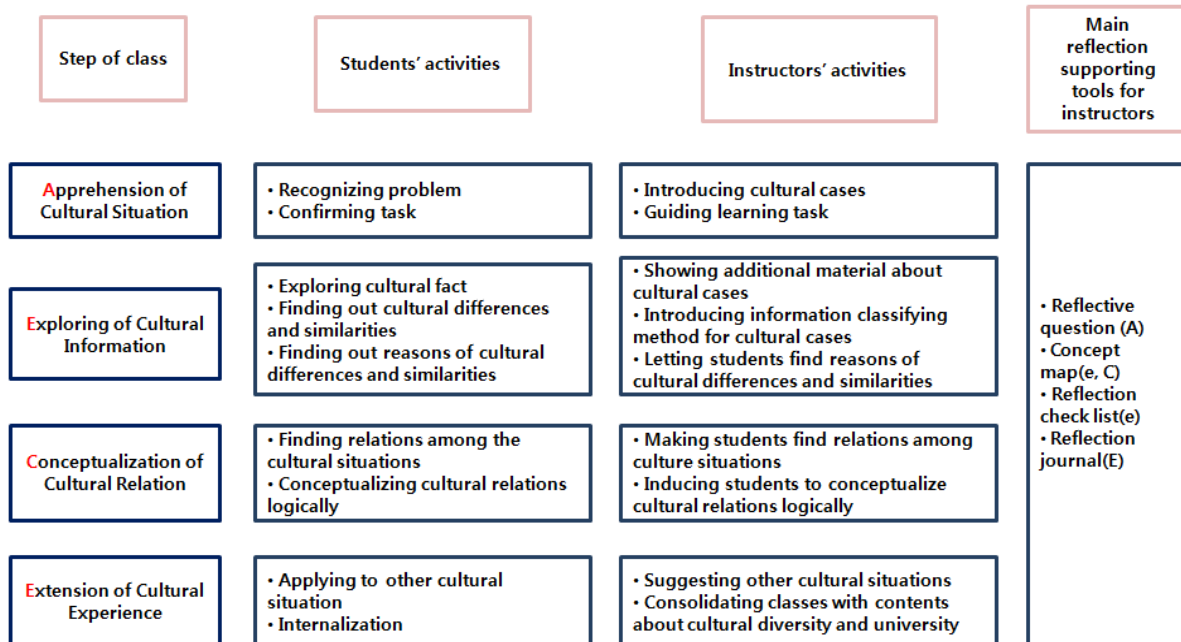 Step of class
Students' activities
Instructors' activities
Main
reflection
supporting
tools for
instructors
Apprehension of
Cultural Situation
• Recognizing problem
• Confirming task
• Introducing cultural cases
• Guiding learning task
Exploring of Cultural
Information
• Exploring cultural fact
• Finding out cultural differences
and similarities
• Finding out reasons of cultural
differences and similarities
• Showing additional material about
cultural cases
• Introducing information classifying
method for cultural cases
• Letting students find reasons of
cultural differences and similarities
Conceptualization of
Cultural Relation
• Finding relations among the
cultural situations
• Conceptualizing cultural relations
logically
• Making students find relations among
culture situations
• Inducing students to conceptualize
cultural relations logically
Extension of Cultural
Experience
• Applying to other cultural
situation
• Internalization
• Suggesting other cultural situations
• Consolidating classes with contents
about cultural diversity and university
• Reflective
question (A)
• Concept
map(e, C)
• Reflection
check list(e)
• Reflection
journal(E)